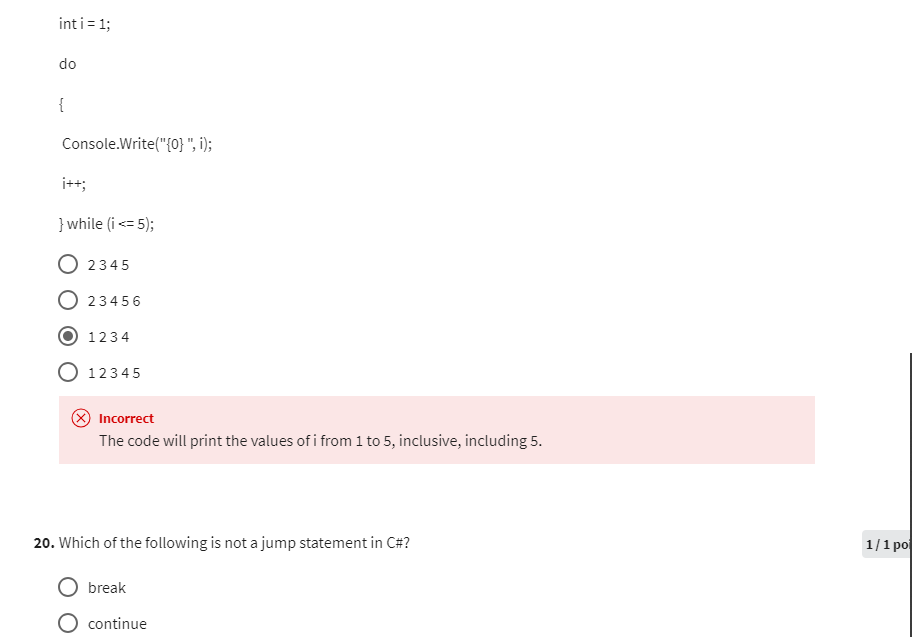 int i = 1;
do
{
Console.Write("{0} ", i);
i++;
} while (i <= 5);
2 3 4 5
2 3 4 5 6
1 2 3 4
1 2 3 4 5
Incorrect
The code will print the values of i from 1 to 5, inclusive, including 5.
20. Which of the following is not a jump statement in C#?
1 / 1 poi
break
continue